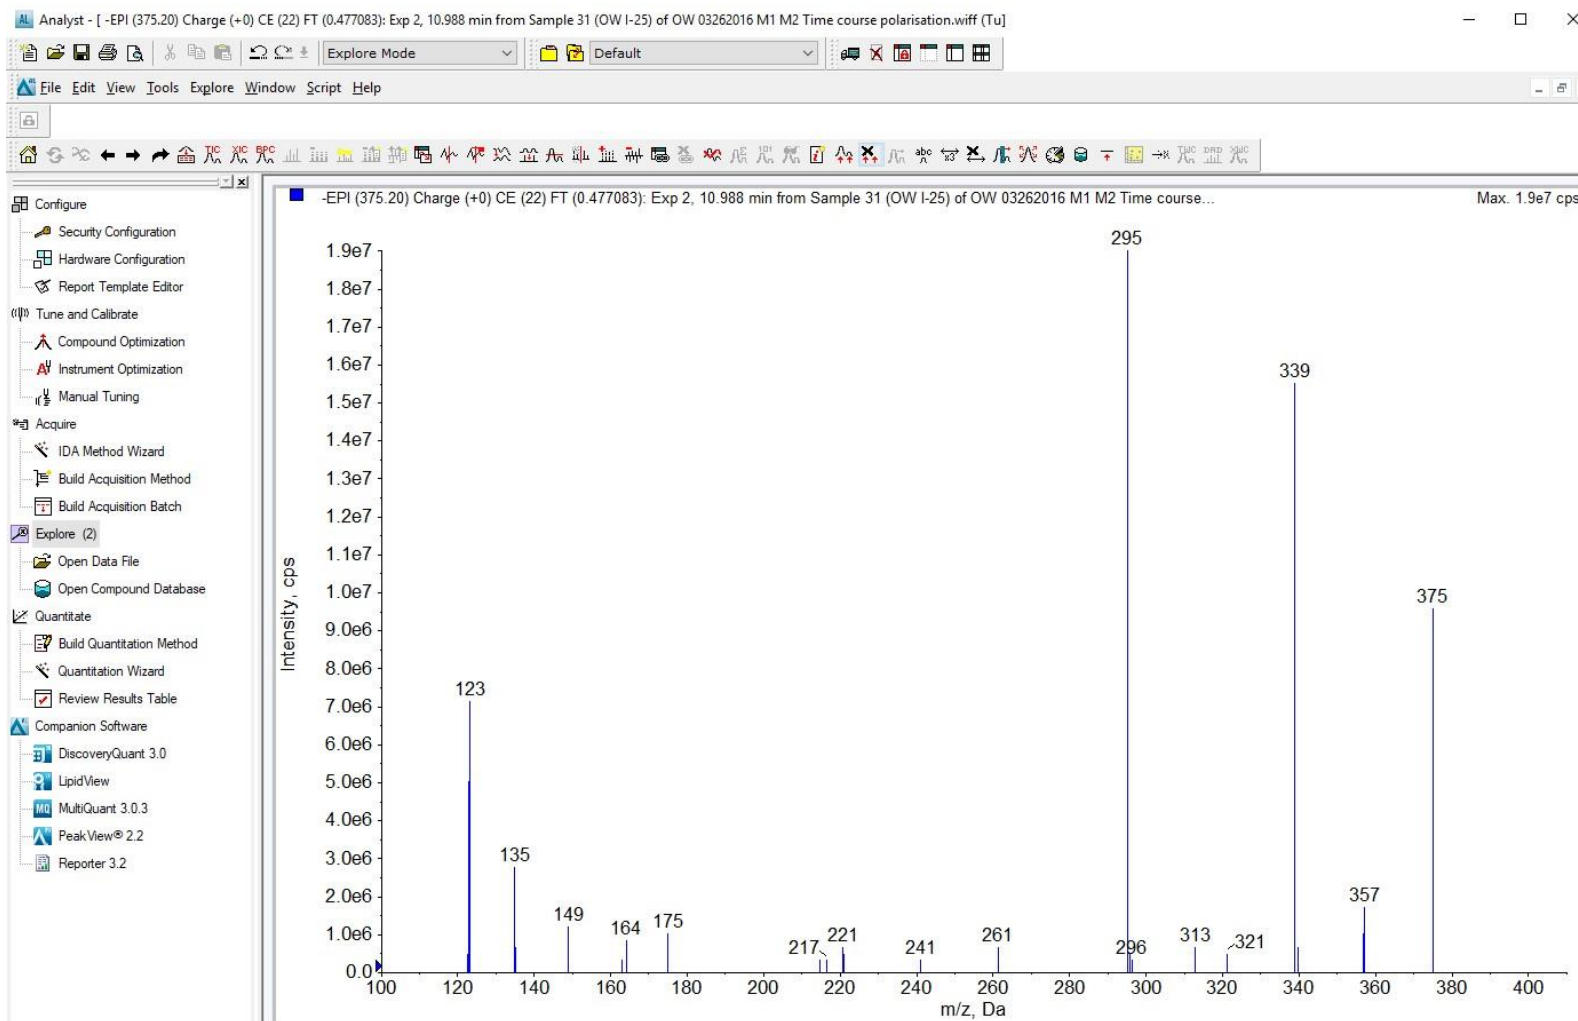 Analyst - [ -EPI (375.20) Charge (+0) CE (22) FT (0.477083): Exp 2, 10.988 min from Sample 31 (OW I-25) of OW 03262016 M1 M2 Time course polarisation.wiff (Tu]
Explore Mode
Default
File Edit View Tools Explore Window Script Help
TIC XIC BPC
Configure
Security Configuration
Hardware Configuration
Report Template Editor
Tune and Calibrate
Compound Optimization
Instrument Optimization
Manual Tuning
Acquire
IDA Method Wizard
Build Acquisition Method
Build Acquisition Batch
Explore (2)
Open Data File
Open Compound Database
Quantitate
Build Quantitation Method
Quantitation Wizard
Review Results Table
Companion Software
DiscoveryQuant 3.0
LipidView
MultiQuant 3.0.3
PeakView® 2.2
Reporter 3.2
-EPI (375.20) Charge (+0) CE (22) FT (0.477083): Exp 2, 10.988 min from Sample 31 (OW I-25) of OW 03262016 M1 M2 Time course...
Max. 1.9e7 cps
Intensity, cps
1.9e7
1.8e7
1.7e7
1.6e7
1.5e7
1.4e7
1.3e7
1.2e7
1.1e7
1.0e7
9.0e6
8.0e6
7.0e6
6.0e6
5.0e6
4.0e6
3.0e6
2.0e6
1.0e6
0.0
123
135
149
164
175
217
221
241
261
295
296
313
321
339
357
375
100 120 140 160 180 200 220 240 260 280 300 320 340 360 380 400
m/z, Da